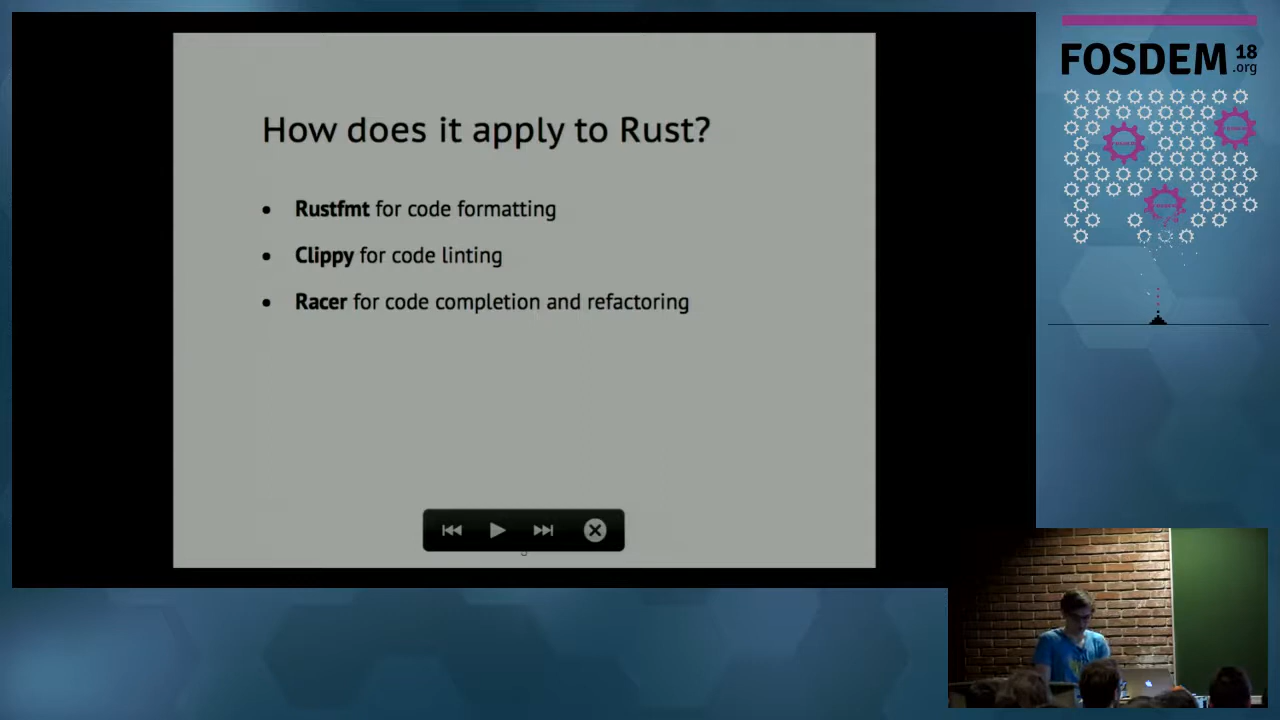 How does it apply to Rust?
• Rustfmt for code formatting
• Clippy for code linting
• Racer for code completion and refactoring
FOSDEM 18
.org